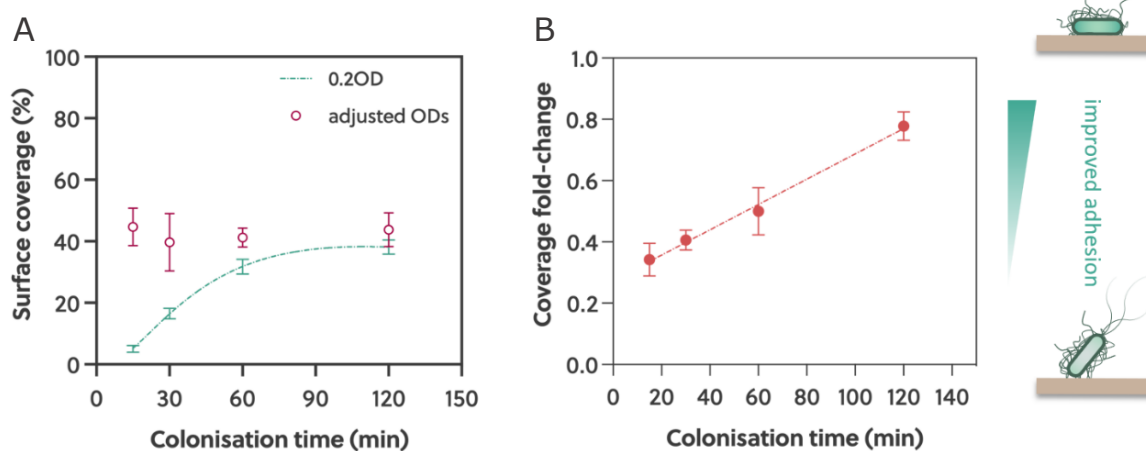 A
Surface coverage (%)
100
80
60
40
20
0
0 30 60 90 120 150
Colonisation time (min)
0.2OD
adjusted ODs
B
Coverage fold-change
1.0
0.8
0.6
0.4
0.2
0.0
0 20 40 60 80 100 120 140
Colonisation time (min)
improved adhesion